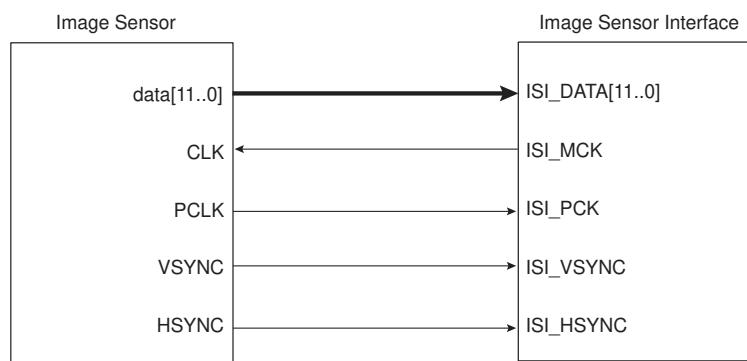 Image Sensor
Image Sensor Interface
data[11..0]
ISI_DATA[11..0]
CLK
ISI_MCK
PCLK
ISI_PCK
VSYNC
ISI_VSYNC
HSYNC
ISI_HSYNC